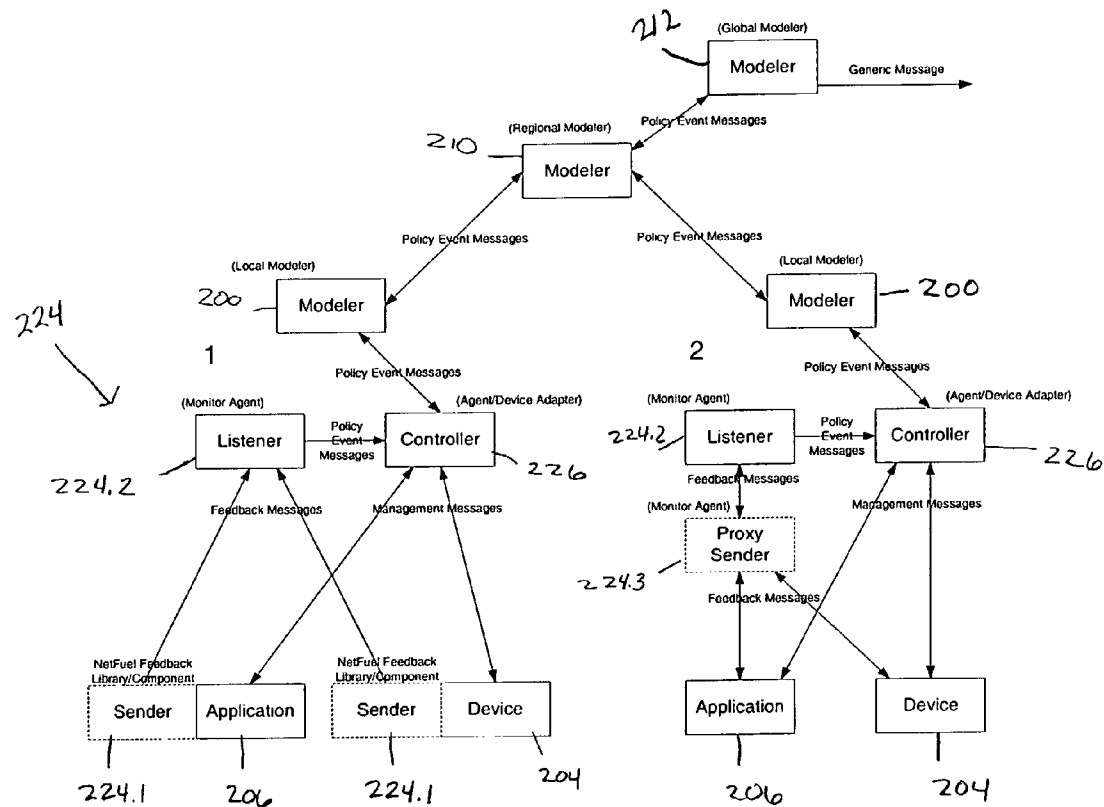 212
(Global Modeler)
Modeler
Generic Message
Policy Event Messages
(Regional Modeler)
210
Modeler
Policy Event Messages
Policy Event Messages
(Local Modeler)
200
Modeler
(Local Modeler)
Modeler
200
224
1
2
Policy Event Messages
Policy Event Messages
(Monitor Agent)
Listener
224.2
Policy
Event
Messages
(Agent/Device Adapter)
Controller
226
Feedback Messages
Management Messages
NetFuel Feedback
Library/Component
Sender
224.1
Application
206
NetFuel Feedback
Library/Component
Sender
224.1
Device
204
(Monitor Agent)
224.2
Listener
Policy
Event
Messages
(Agent/Device Adapter)
Controller
226
Feedback Messages
Management Messages
(Monitor Agent)
Proxy
Sender
224.3
Feedback Messages
Application
206
Device
204